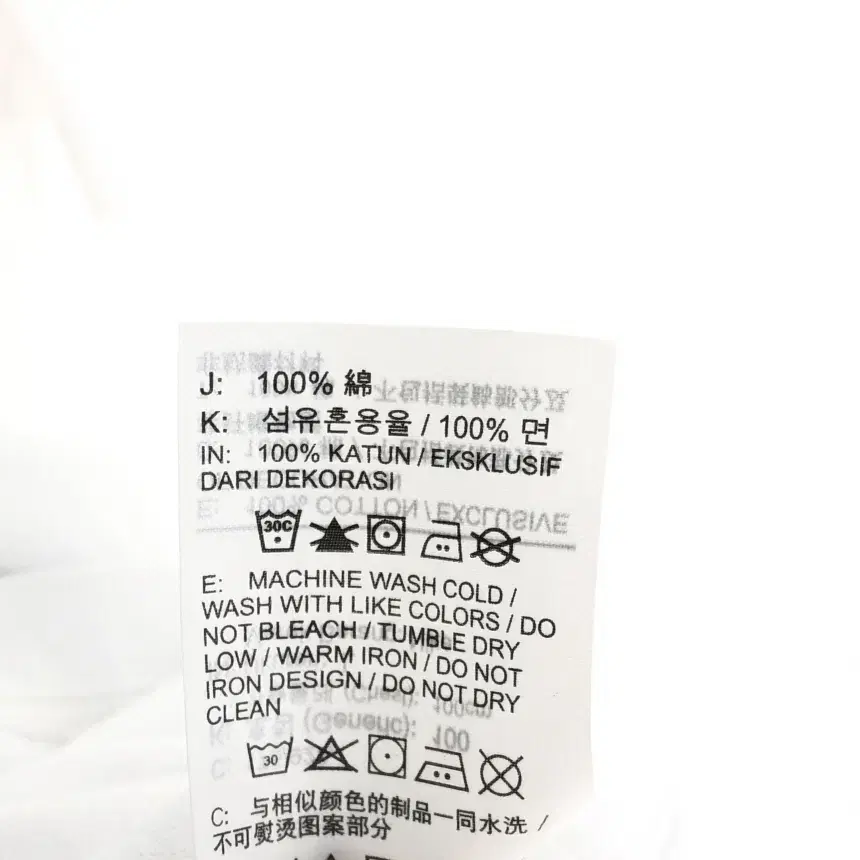 J: 100% 綿
K: 섬유혼용율 / 100% 면
IN: 100% KATUN / EKSKLUSIF
DARI DEKORASI
30C
E: MACHINE WASH COLD /
WASH WITH LIKE COLORS / DO
NOT BLEACH / TUMBLE DRY
LOW / WARM IRON / DO NOT
IRON DESIGN / DO NOT DRY
CLEAN
30
C: 与相似颜色的制品一同水洗 /
不可熨烫图案部分